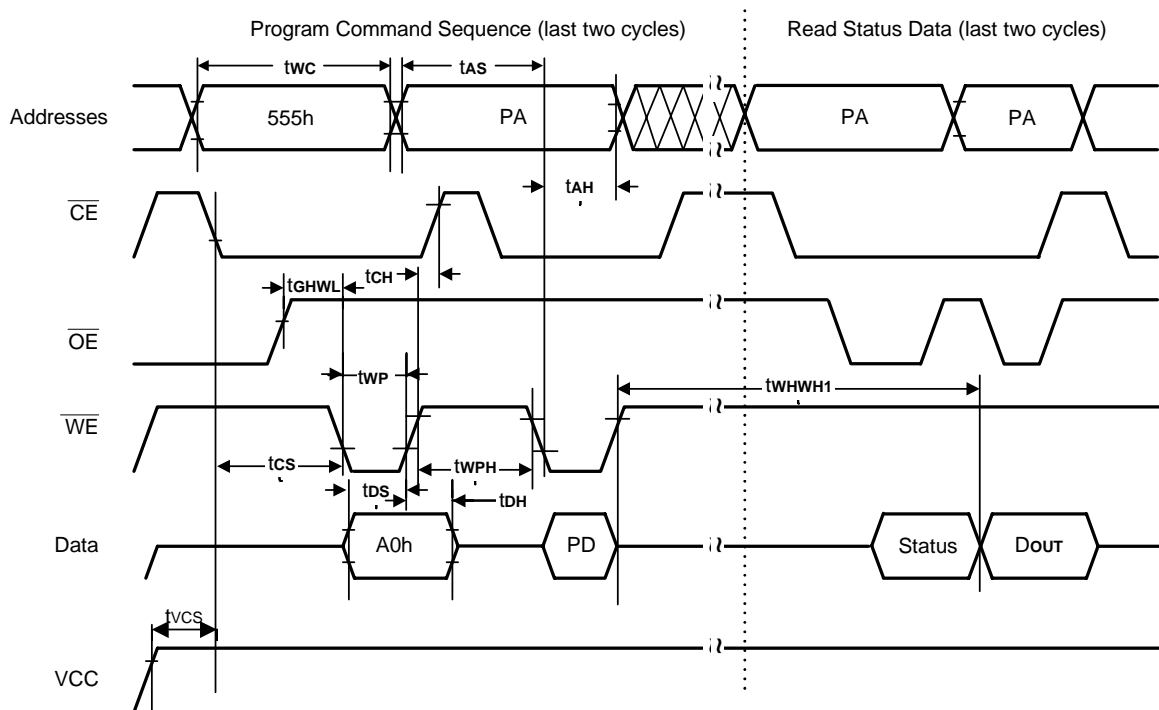 Program Command Sequence (last two cycles) Read Status Data (last two cycles)
tWC tAS
Addresses 555h PA PA PA
tAH
CE
tCH
tGHWL
OE
tWP
tWHWH1
WE
tCS tWPH
tDS tDH
Data A0h PD Status DOUT
tVCS
VCC